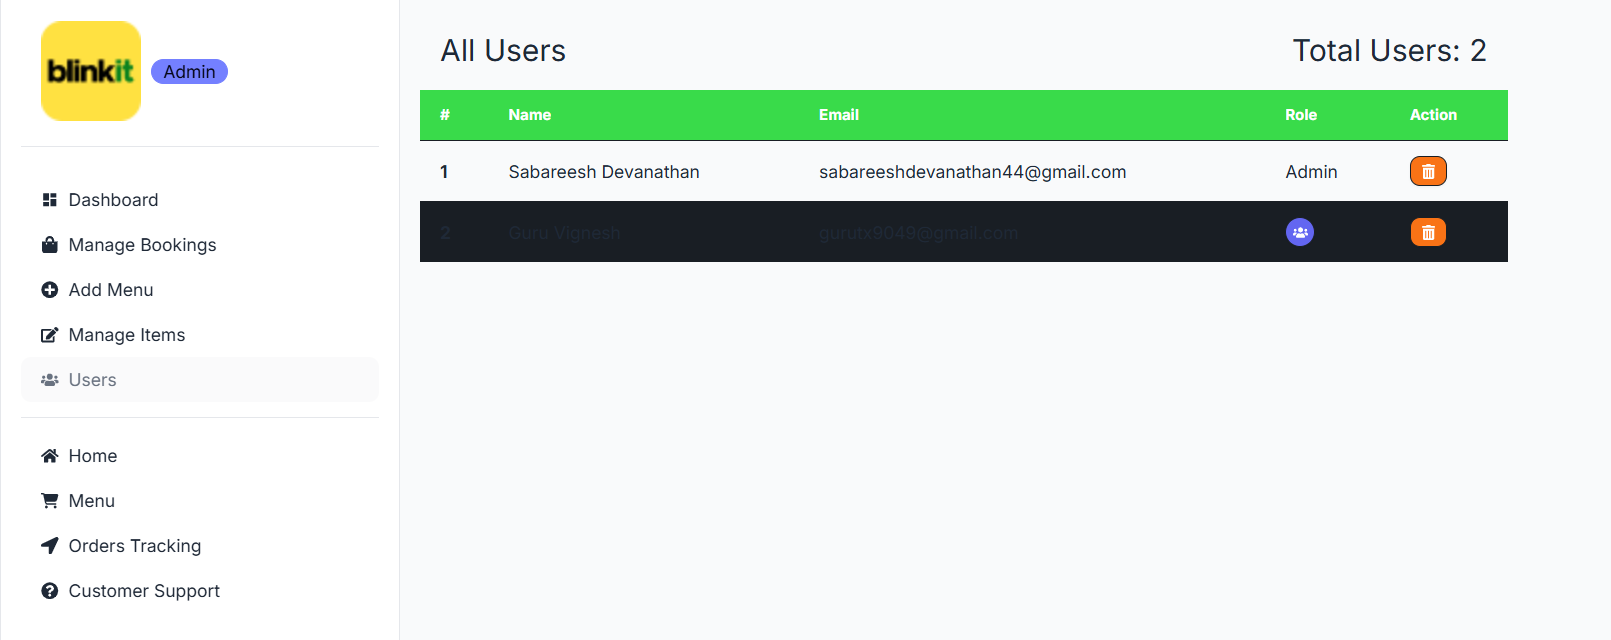 blinkit
Admin
Dashboard
Manage Bookings
Add Menu
Manage Items
Users
Home
Menu
Orders Tracking
Customer Support
All Users
Total Users: 2
# Name Email Role Action
1 Sabareesh Devanathan sabareeshdevanathan44@gmail.com Admin
2 Guru Vignesh gurutx9049@gmail.com